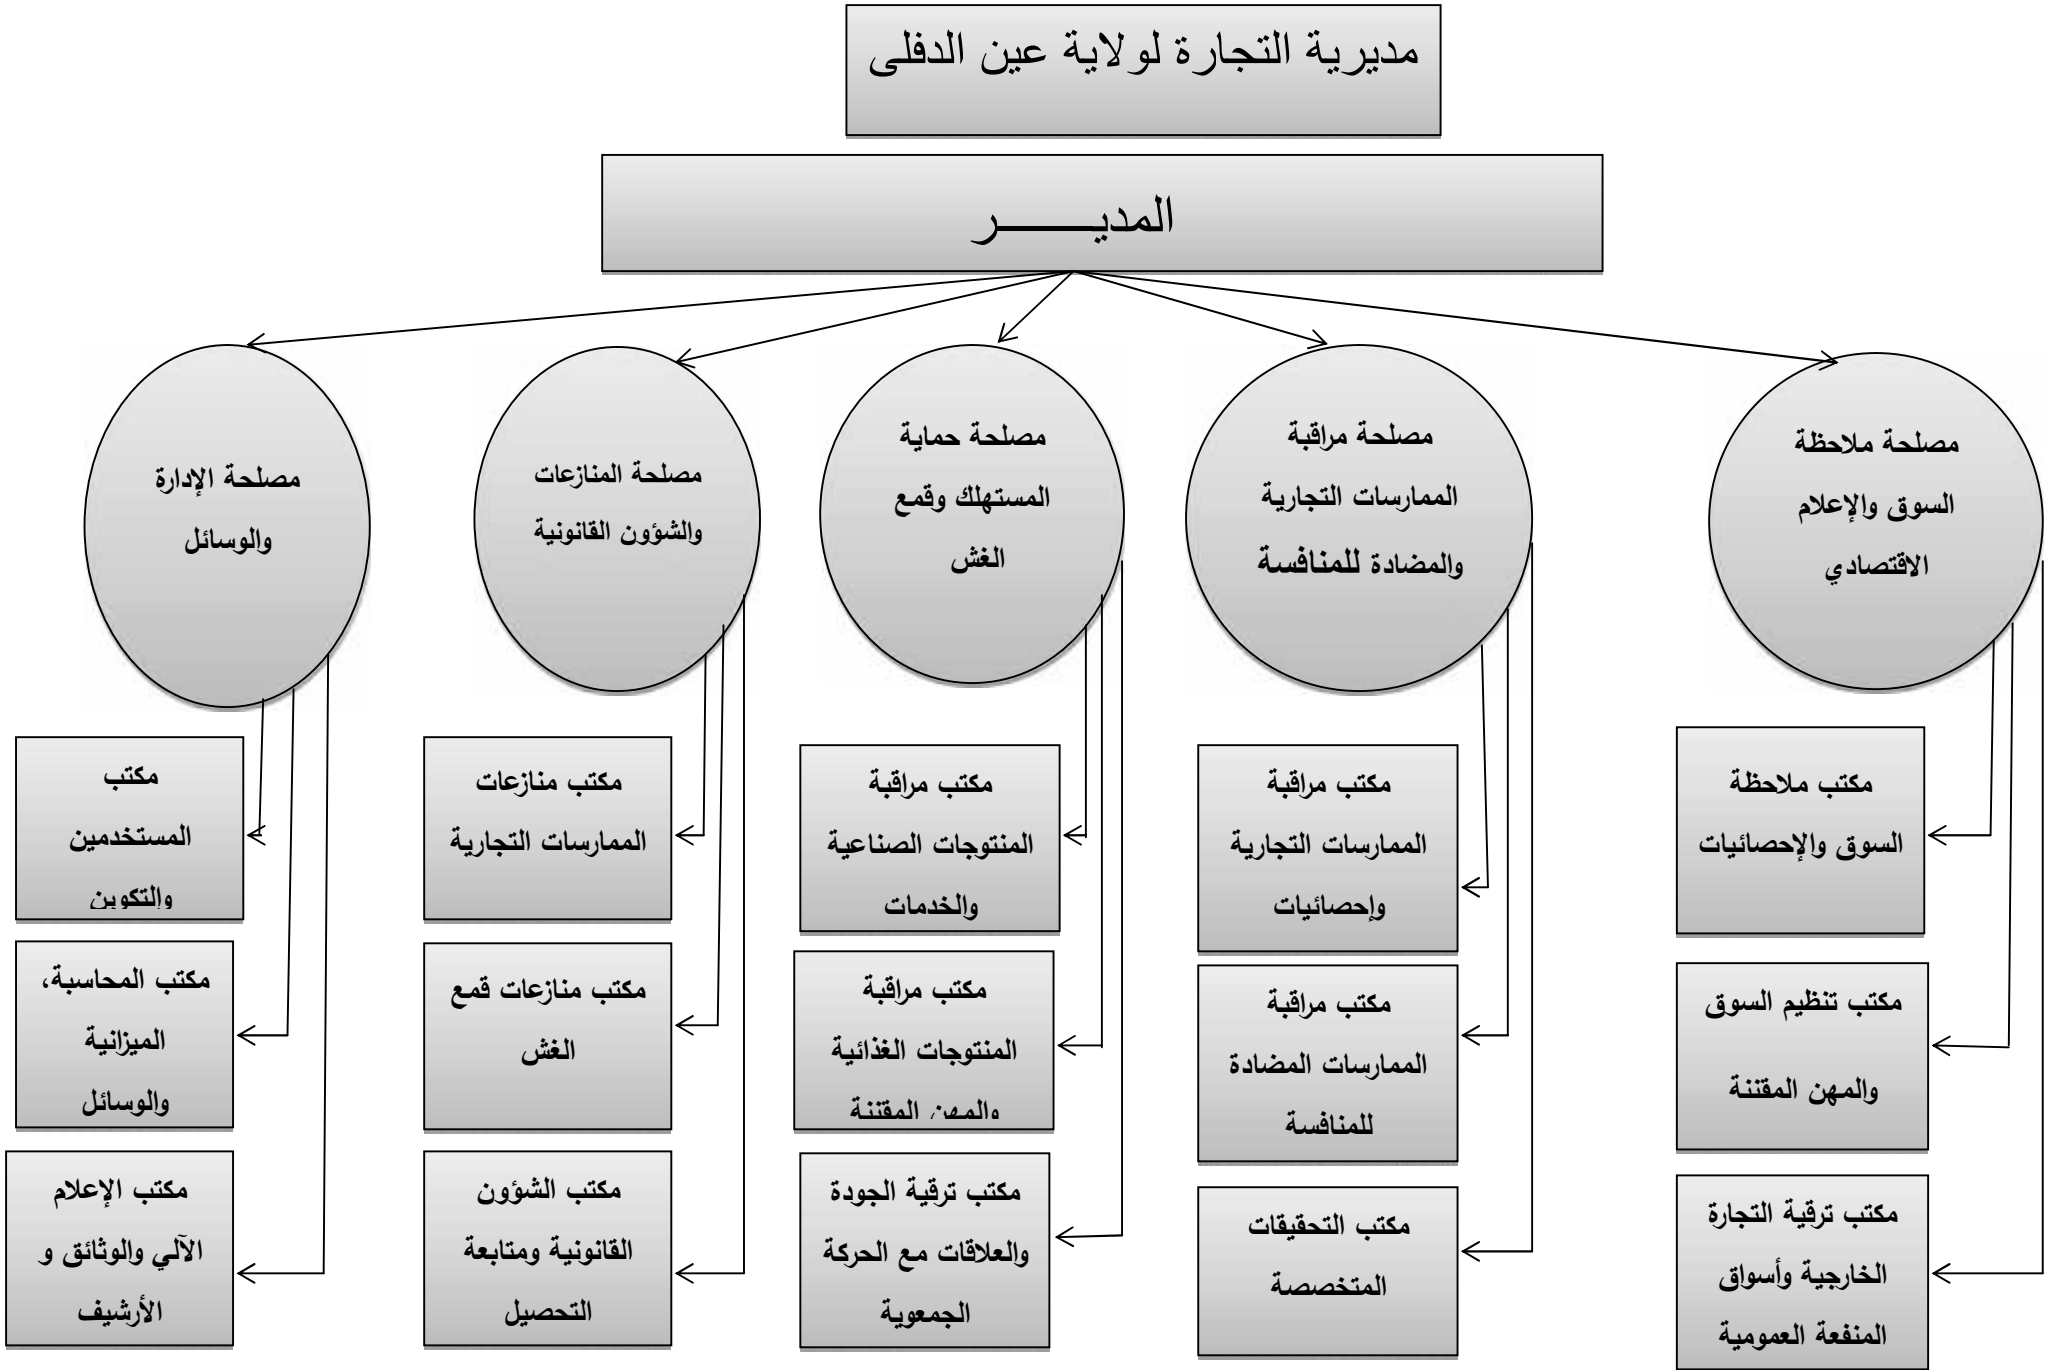 مديرية التجارة لولاية عين الدفلى
المديـــــــر
مصلحة ملاحظة
السوق والإعلام
الاقتصادي
مصلحة مراقبة
الممارسات التجارية
والمضادة للمنافسة
مصلحة حماية
المستهلك وقمع
الغش
مصلحة المنازعات
والشؤون القانونية
مصلحة الإدارة
والوسائل
مكتب ملاحظة
السوق والإحصائيات
مكتب مراقبة
الممارسات التجارية
وإحصائيات
مكتب مراقبة
المنتوجات الصناعية
والخدمات
مكتب منازعات
الممارسات التجارية
مكتب
المستخدمين
والتكوين
مكتب تنظيم السوق
والمهن المقتنة
مكتب مراقبة
الممارسات المضادة
للمنافسة
مكتب مراقبة
المنتوجات الغذائية
والمهن المقتنة
مكتب منازعات قمع
الغش
مكتب المحاسبة،
الميزانية
والوسائل
مكتب ترقية التجارة
الخارجية وأسواق
المنفعة العمومية
مكتب التحقيقات
المتخصصة
مكتب ترقية الجودة
والعلاقات مع الحركة
الجمعوية
مكتب الشؤون
القانونية ومتابعة
التحصيل
مكتب الإعلام
الآلي والوثائق و
الأرشيف